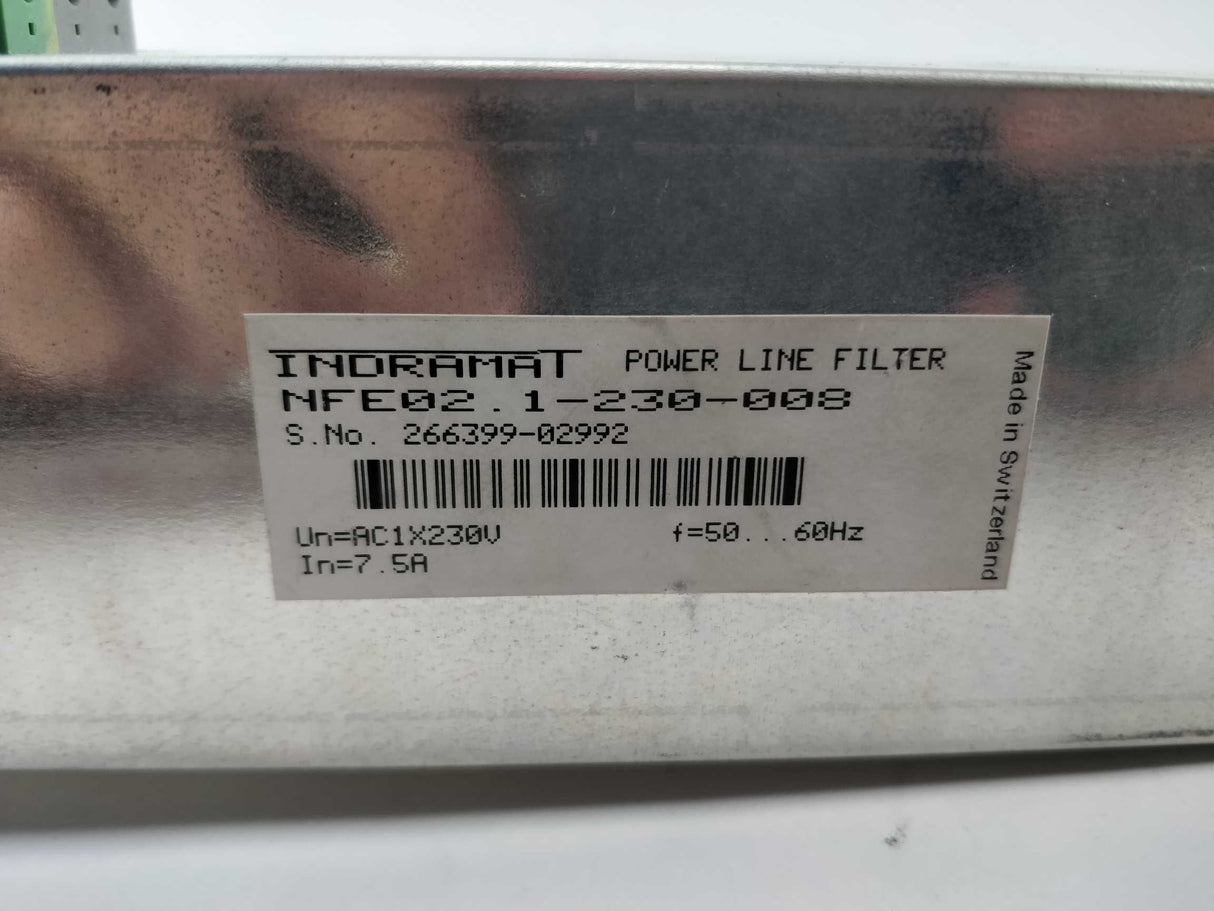 INDRAMAT POWER LINE FILTER
NFE02.1-230-008
S.No. 266399-02992
Un=AC1X230V f=50...60Hz
In=7.5A
Made in Switzerland